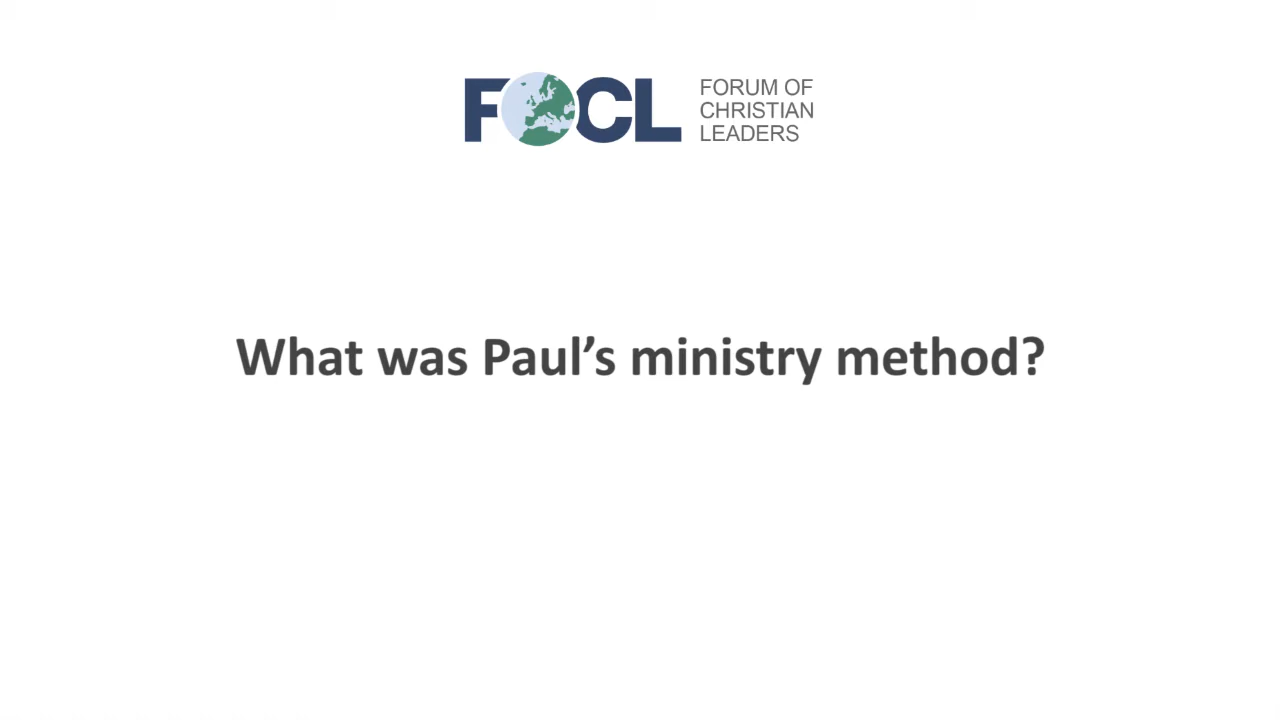 FOCL
FORUM OF
CHRISTIAN
LEADERS
What was Paul’s ministry method?